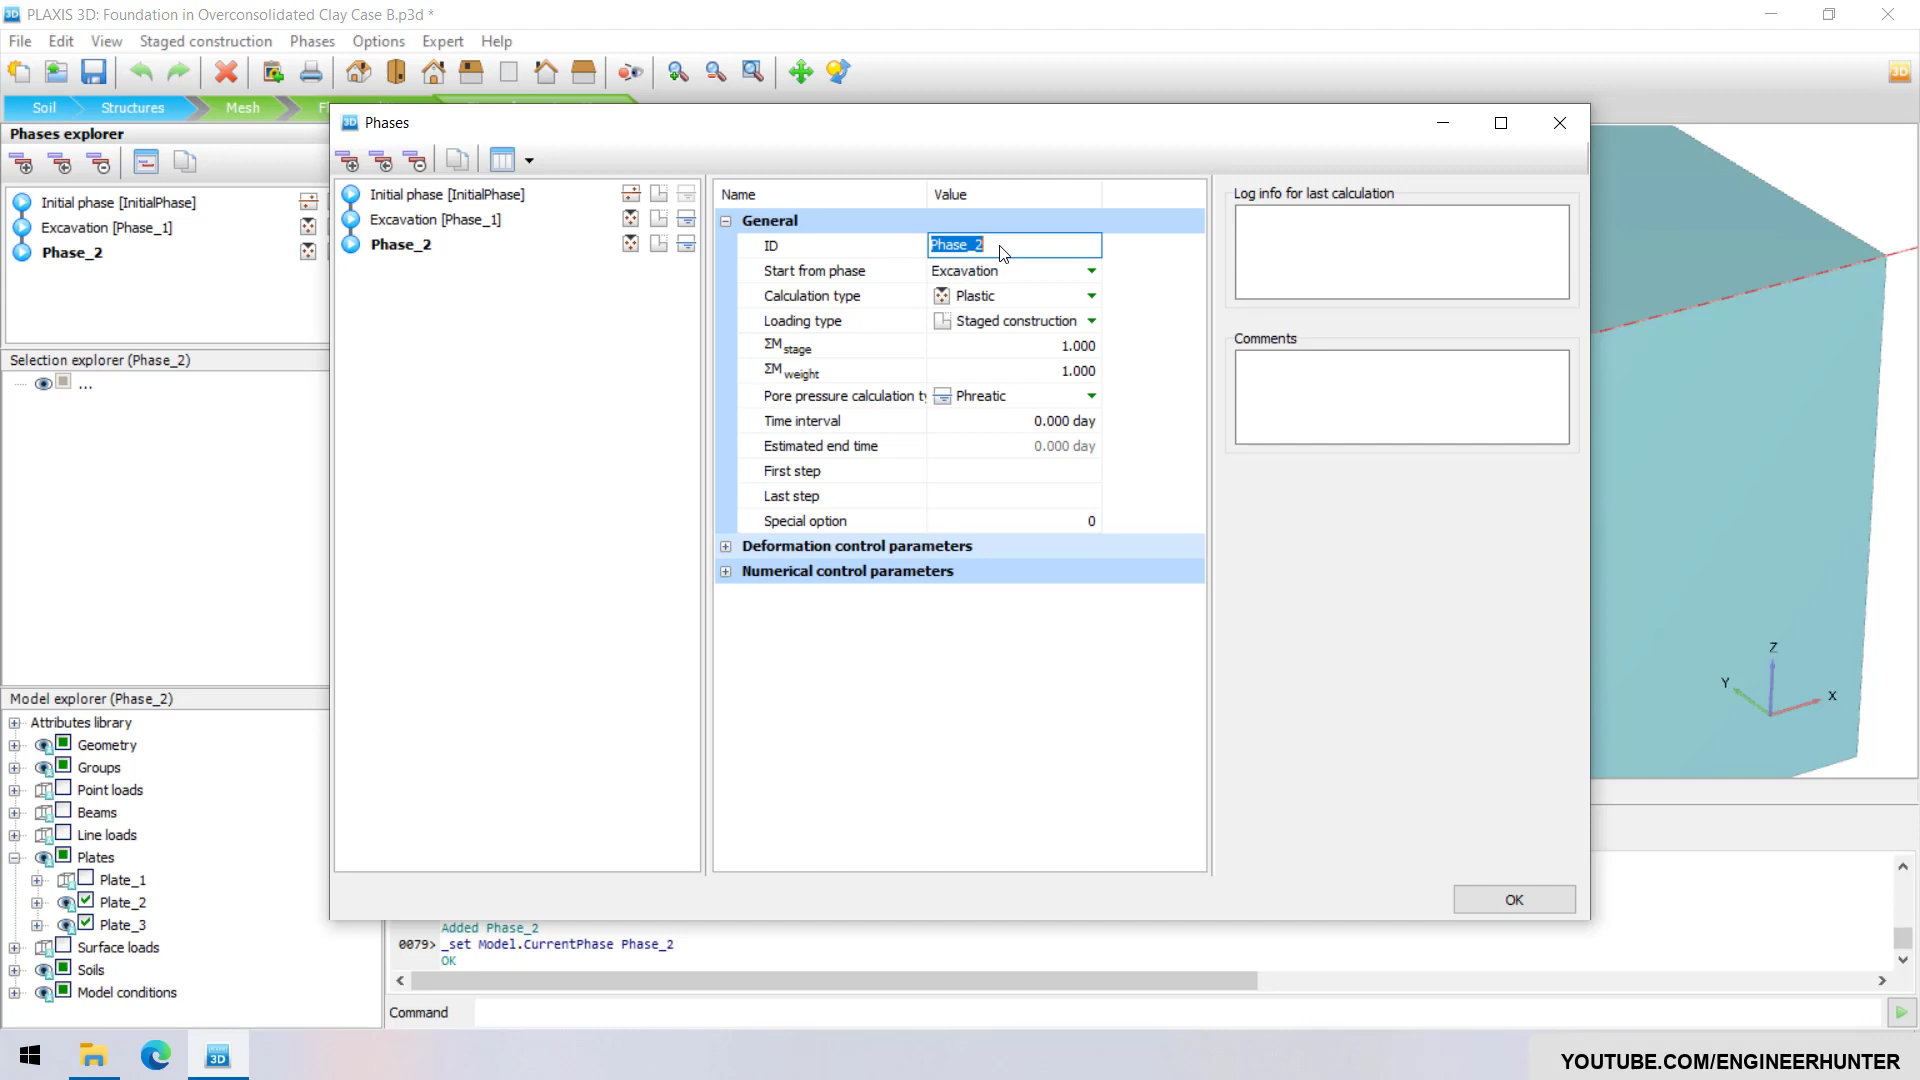 PLAXIS 3D: Foundation in Overconsolidated Clay Case B.p3d *
File Edit View Staged construction Phases Options Expert Help
Soil Structures Mesh
Phases explorer
Initial phase [InitialPhase]
Excavation [Phase_1]
Phase_2
Selection explorer (Phase_2)
...
Model explorer (Phase_2)
Attributes library
Geometry
Groups
Point loads
Beams
Line loads
Plates
Plate_1
Plate_2
Plate_3
Surface loads
Soils
Model conditions
Phases
Initial phase [InitialPhase]
Excavation [Phase_1]
Phase_2
Name Value
General
ID Phase_2
Start from phase Excavation
Calculation type Plastic
Loading type Staged construction
ΣM stage 1.000
ΣM weight 1.000
Pore pressure calculation ty Phreatic
Time interval 0.000 day
Estimated end time 0.000 day
First step
Last step
Special option 0
Deformation control parameters
Numerical control parameters
Log info for last calculation
Comments
OK
Added Phase_2
0079> _set Model.CurrentPhase Phase_2
OK
Command
Z
Y
X
3D
YOUTUBE.COM/ENGINEERHUNTER